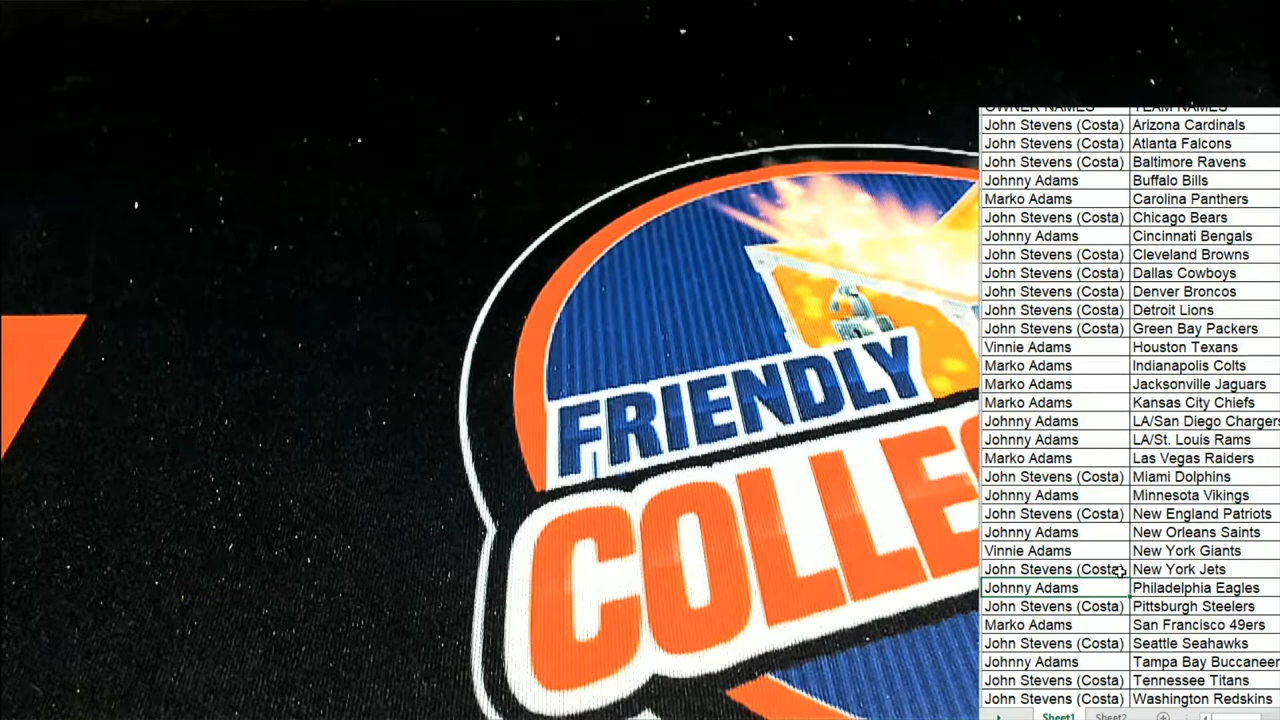 FRIENDLY
COLLE
OWNER NAMES TEAM NAMES
John Stevens (Costa) Arizona Cardinals
John Stevens (Costa) Atlanta Falcons
John Stevens (Costa) Baltimore Ravens
Johnny Adams Buffalo Bills
Marko Adams Carolina Panthers
John Stevens (Costa) Chicago Bears
Johnny Adams Cincinnati Bengals
John Stevens (Costa) Cleveland Browns
John Stevens (Costa) Dallas Cowboys
John Stevens (Costa) Denver Broncos
John Stevens (Costa) Detroit Lions
John Stevens (Costa) Green Bay Packers
Vinnie Adams Houston Texans
Marko Adams Indianapolis Colts
Marko Adams Jacksonville Jaguars
Marko Adams Kansas City Chiefs
Johnny Adams LA/San Diego Chargers
Johnny Adams LA/St. Louis Rams
Marko Adams Las Vegas Raiders
John Stevens (Costa) Miami Dolphins
Johnny Adams Minnesota Vikings
John Stevens (Costa) New England Patriots
Johnny Adams New Orleans Saints
Vinnie Adams New York Giants
John Stevens (Costa) New York Jets
Johnny Adams Philadelphia Eagles
John Stevens (Costa) Pittsburgh Steelers
Marko Adams San Francisco 49ers
John Stevens (Costa) Seattle Seahawks
Johnny Adams Tampa Bay Buccaneer
John Stevens (Costa) Tennessee Titans
John Stevens (Costa) Washington Redskins
Sheet1 Sheet2